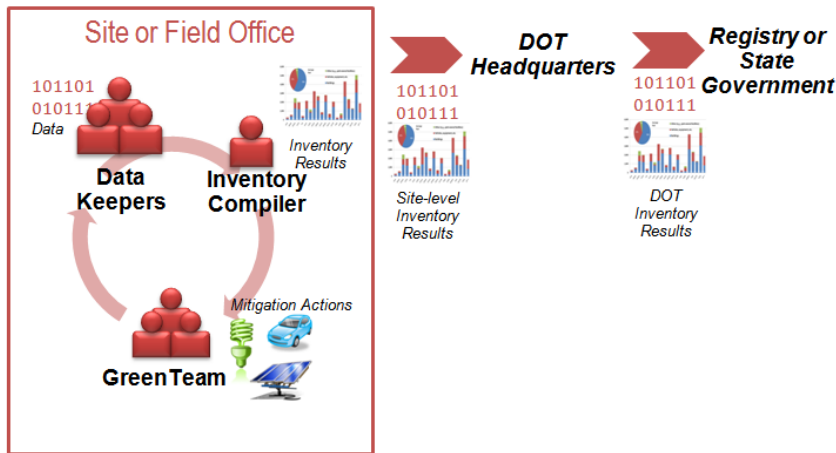 Site or Field Office
101101
010111
Data
Data
Keepers
Inventory
Compiler
Inventory
Results
Mitigation Actions
GreenTeam
101101
010111
Site-level
Inventory
Results
DOT
Headquarters
101101
010111
DOT
Inventory
Results
Registry or
State
Government